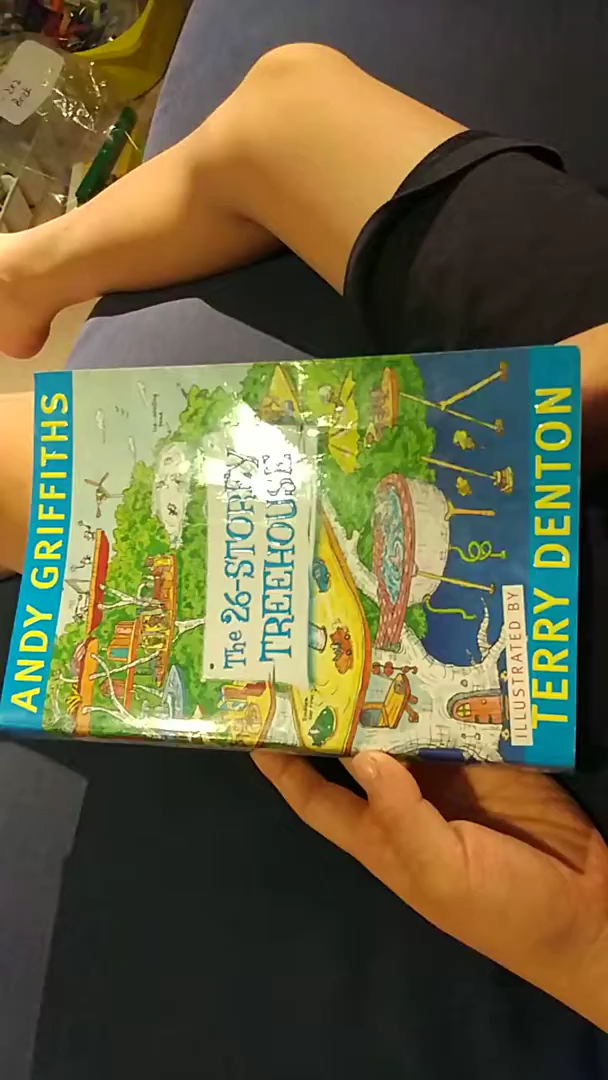 ANDY GRIFFITHS
The 26-STOREY
TREEHOUSE
ILLUSTRATED BY
TERRY DENTON